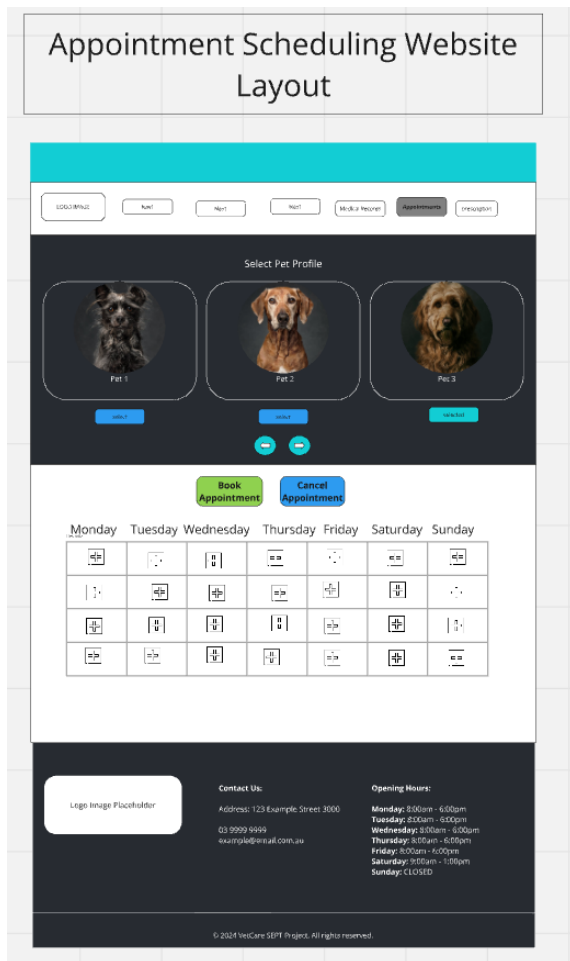 Appointment Scheduling Website
Layout
Text
Text
Text
Medical Records
Appointments
Prescription
Select Pet Profile
Pet 1
Pet 2
Pet 3
select
select
selected
Book
Appointment
Cancel
Appointment
Monday Tuesday Wednesday Thursday Friday Saturday Sunday
Logo Image Placeholder
Contact Us:
Address: 123 Example Street 3000
03 9999 9999
example@email.com.au
Opening Hours:
Monday: 8:00am - 6:00pm
Tuesday: 8:00am - 6:00pm
Wednesday: 8:00am - 6:00pm
Thursday: 8:00am - 6:00pm
Friday: 8:00am - 6:00pm
Saturday: 9:00am - 1:00pm
Sunday: CLOSED
© 2024 VetCare SEPT Project. All rights reserved.